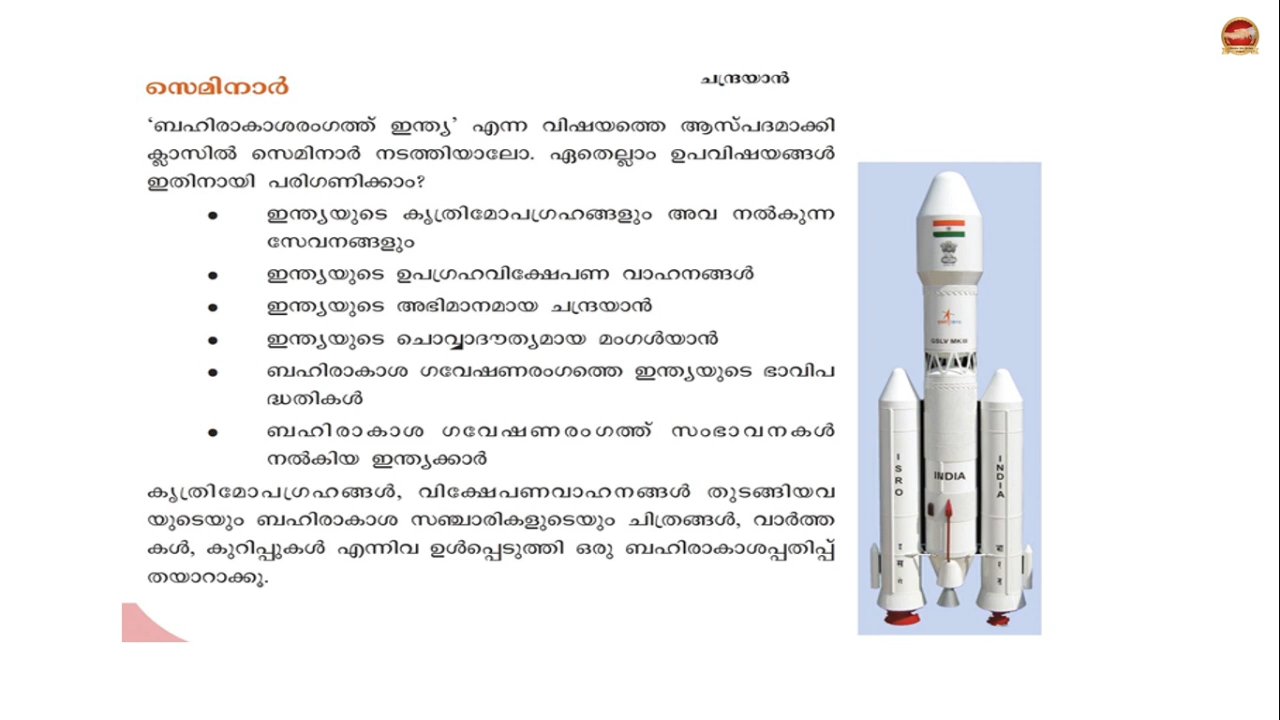 ചന്ദ്രയാൻ
സെമിനാർ
‘ബഹിരാകാശരംഗത്ത് ഇന്ത്യ’ എന്ന വിഷയത്തെ ആസ്പദമാക്കി
ക്ലാസിൽ സെമിനാർ നടത്തിയാലോ. ഏതെല്ലാം ഉപവിഷയങ്ങൾ
ഇതിനായി പരിഗണിക്കാം?
• ഇന്ത്യയുടെ കൃത്രിമോപഗ്രഹങ്ങളും അവ നൽകുന്ന
സേവനങ്ങളും
• ഇന്ത്യയുടെ ഉപഗ്രഹവിക്ഷേപണ വാഹനങ്ങൾ
• ഇന്ത്യയുടെ അഭിമാനമായ ചന്ദ്രയാൻ
• ഇന്ത്യയുടെ ചൊവ്വാദൗത്യമായ മംഗൾയാൻ
• ബഹിരാകാശ ഗവേഷണരംഗത്തെ ഇന്ത്യയുടെ ഭാവിപ
ദ്ധതികൾ
• ബഹിരാകാശ ഗവേഷണരംഗത്ത് സംഭാവനകൾ
നൽകിയ ഇന്ത്യക്കാർ
കൃത്രിമോപഗ്രഹങ്ങൾ, വിക്ഷേപണവാഹനങ്ങൾ തുടങ്ങിയവ
യുടെയും ബഹിരാകാശ സഞ്ചാരികളുടെയും ചിത്രങ്ങൾ, വാർത്ത
കൾ, കുറിപ്പുകൾ എന്നിവ ഉൾപ്പെടുത്തി ഒരു ബഹിരാകാശപ്പതിപ്പ്
തയാറാക്കൂ.
GSLV MKIII
INDIA
ISRO
INDIA